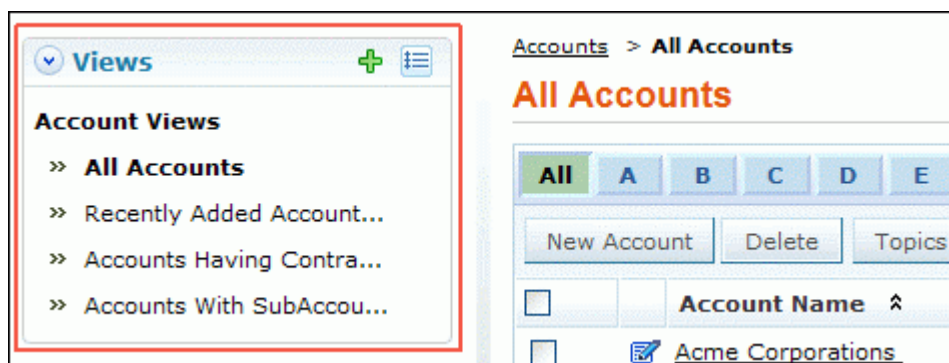 Views
Account Views
» All Accounts
» Recently Added Account...
» Accounts Having Contra...
» Accounts With SubAccou...
Accounts > All Accounts
All Accounts
All A B C D E
New Account Delete Topics
Account Name
Acme Corporations